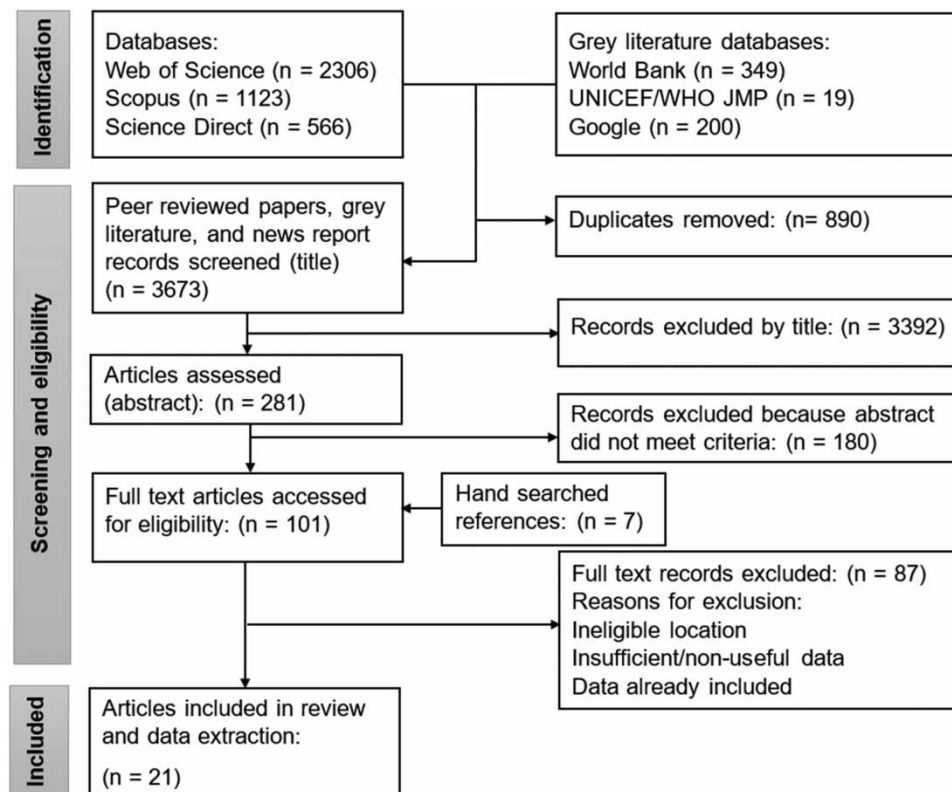 Identification
Databases:
Web of Science (n = 2306)
Scopus (n = 1123)
Science Direct (n = 566)
Grey literature databases:
World Bank (n = 349)
UNICEF/WHO JMP (n = 19)
Google (n = 200)
Screening and eligibility
Peer reviewed papers, grey
literature, and news report
records screened (title)
(n = 3673)
Duplicates removed: (n= 890)
Records excluded by title: (n = 3392)
Articles assessed
(abstract): (n = 281)
Records excluded because abstract
did not meet criteria: (n = 180)
Full text articles accessed
for eligibility: (n = 101)
Hand searched
references: (n = 7)
Full text records excluded: (n = 87)
Reasons for exclusion:
Ineligible location
Insufficient/non-useful data
Data already included
Included
Articles included in review
and data extraction:
(n = 21)